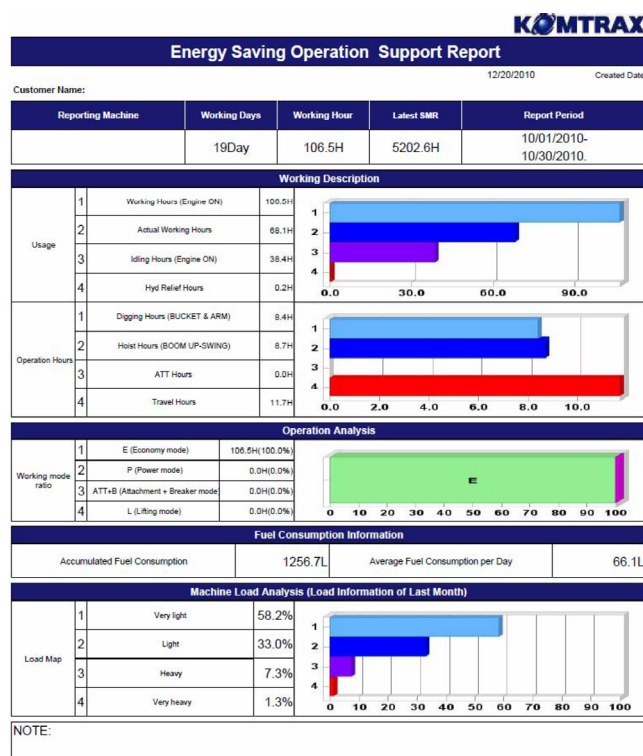 KOMTRAX
Energy Saving Operation Support Report
12/20/2010 Created Date
Customer Name:
Reporting Machine Working Days Working Hour Latest SMR Report Period
19Day 106.5H 5202.6H 10/01/2010-
10/30/2010.
Working Description
Usage
1 Working Hours (Engine ON) 106.5H
2 Actual Working Hours 68.1H
3 Idling Hours (Engine ON) 38.4H
4 Hyd Relief Hours 0.2H
1
2
3
4
0.0 30.0 60.0 90.0
Operation Hours
1 Digging Hours (BUCKET & ARM) 8.4H
2 Hoist Hours (BOOM UP-SWING) 8.7H
3 ATT Hours 0.0H
4 Travel Hours 11.7H
1
2
3
4
0.0 2.0 4.0 6.0 8.0 10.0
Operation Analysis
Working mode
ratio
1 E (Economy mode) 106.5H(100.0%)
2 P (Power mode) 0.0H(0.0%)
3 ATT+B (Attachment + Breaker mode) 0.0H(0.0%)
4 L (Lifting mode) 0.0H(0.0%)
E
0 10 20 30 40 50 60 70 80 90 100
Fuel Consumption Information
Accumulated Fuel Consumption 1256.7L Average Fuel Consumption per Day 66.1L
Machine Load Analysis (Load Information of Last Month)
Load Map
1 Very light 58.2%
2 Light 33.0%
3 Heavy 7.3%
4 Very heavy 1.3%
1
2
3
4
0 10 20 30 40 50 60 70 80 90 100
NOTE: